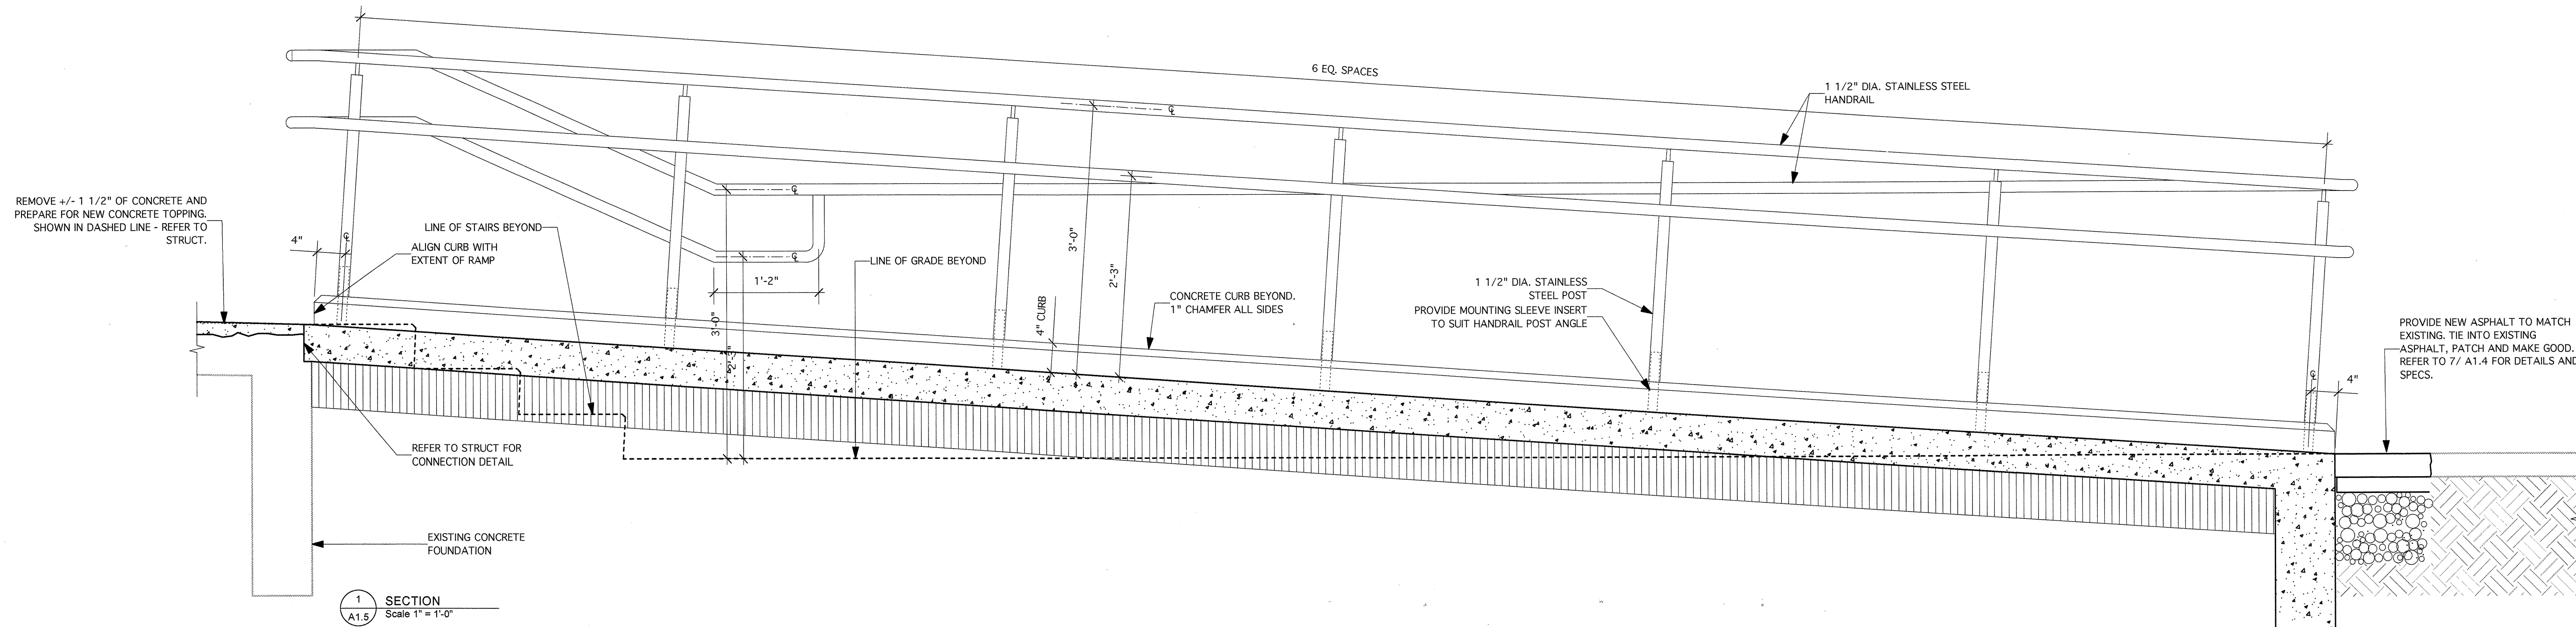 6 EQ. SPACES
1 1/2" DIA. STAINLESS STEEL
HANDRAIL
REMOVE +/- 1 1/2" OF CONCRETE AND
PREPARE FOR NEW CONCRETE TOPPING.
SHOWN IN DASHED LINE - REFER TO
STRUCT.
4"
℄
LINE OF STAIRS BEYOND
ALIGN CURB WITH
EXTENT OF RAMP
℄
℄
℄
1'-2"
3'-0"
2'-3"
LINE OF GRADE BEYOND
3'-0"
2'-3"
4" CURB
CONCRETE CURB BEYOND.
1" CHAMFER ALL SIDES
1 1/2" DIA. STAINLESS
STEEL POST
PROVIDE MOUNTING SLEEVE INSERT
TO SUIT HANDRAIL POST ANGLE
℄
4"
PROVIDE NEW ASPHALT TO MATCH
EXISTING. TIE INTO EXISTING
ASPHALT, PATCH AND MAKE GOOD.
REFER TO 7/ A1.4 FOR DETAILS AND
SPECS.
REFER TO STRUCT FOR
CONNECTION DETAIL
EXISTING CONCRETE
FOUNDATION
1
A1.5
SECTION
Scale 1" = 1'-0"